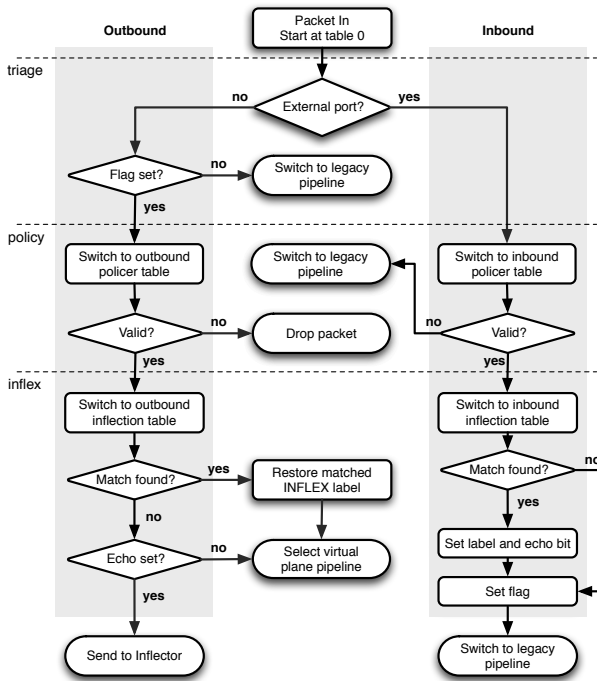 Outbound
Packet In
Start at table 0
Inbound
triage
no
External port?
yes
Flag set?
no
Switch to legacy
pipeline
yes
policy
Switch to outbound
policer table
Switch to legacy
pipeline
Switch to inbound
policer table
Valid?
no
Drop packet
no
Valid?
yes
yes
inflex
Switch to outbound
inflection table
Switch to inbound
inflection table
Match found?
yes
Restore matched
INFLEX label
Match found?
no
no
yes
Echo set?
no
Select virtual
plane pipeline
Set label and echo bit
yes
Set flag
Send to Inflector
Switch to legacy
pipeline